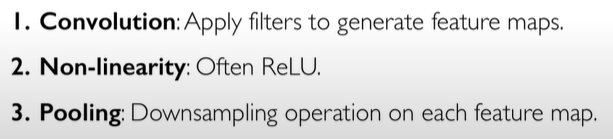 1. Convolution: Apply filters to generate feature maps.
2. Non-linearity: Often ReLU.
3. Pooling: Downsampling operation on each feature map.